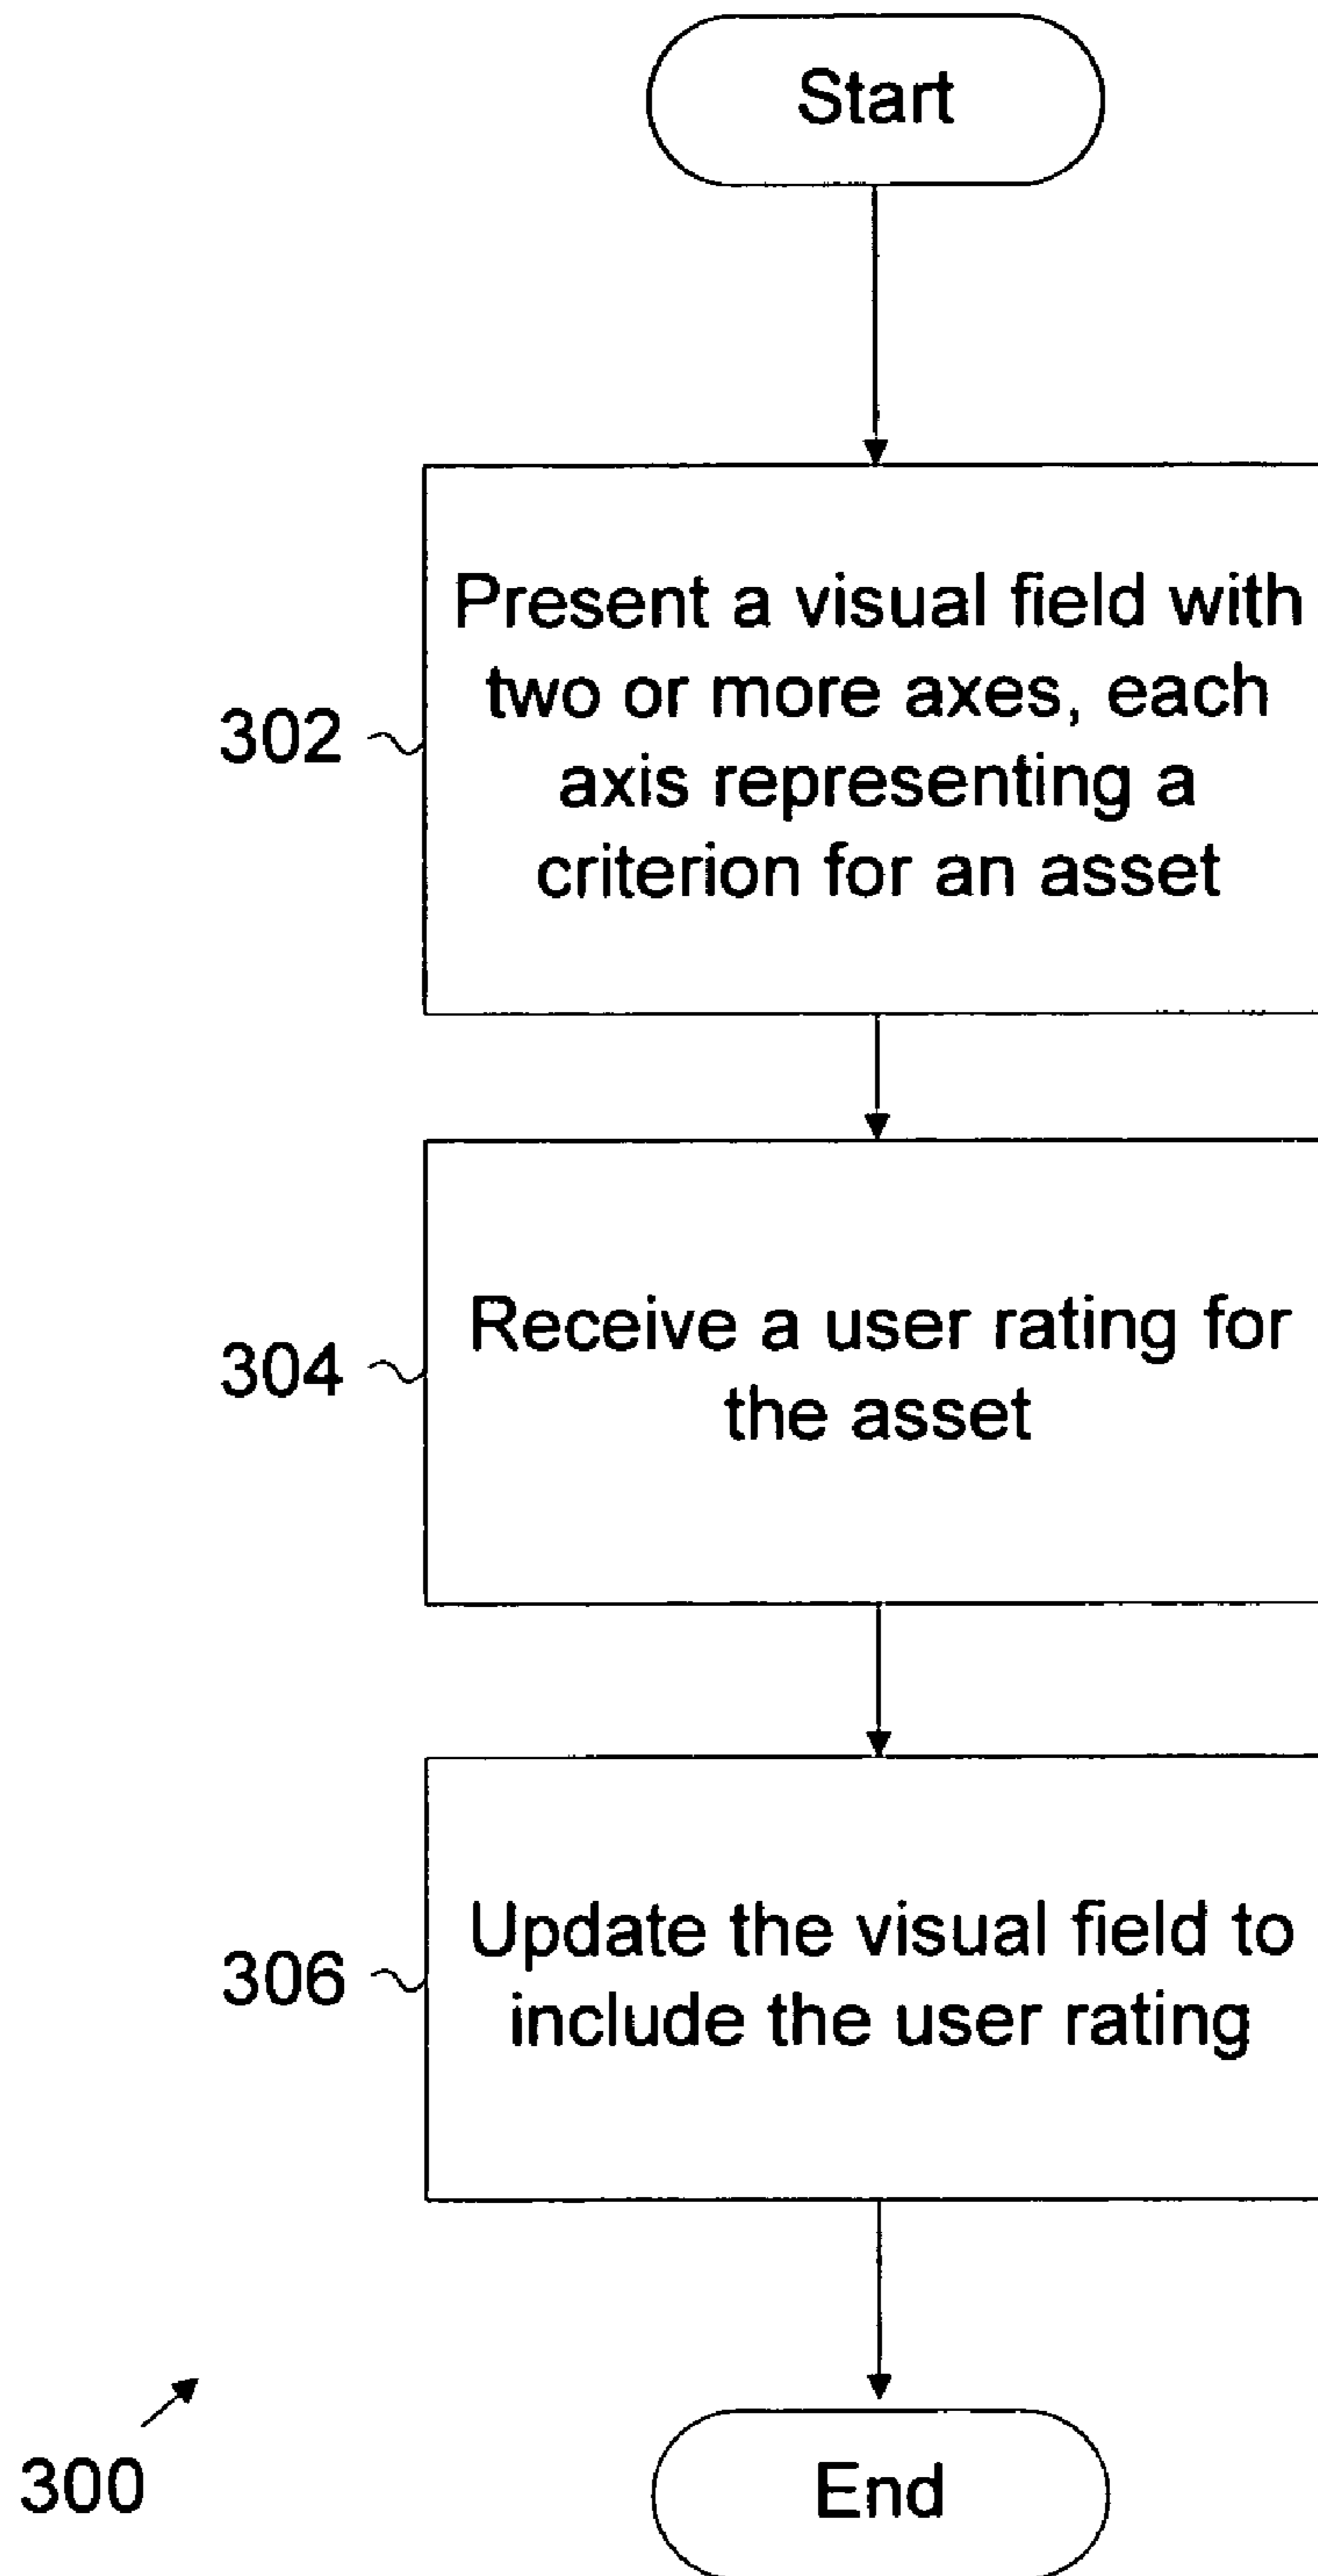 Start
302
Present a visual field with
two or more axes, each
axis representing a
criterion for an asset
304
Receive a user rating for
the asset
306
Update the visual field to
include the user rating
300
End